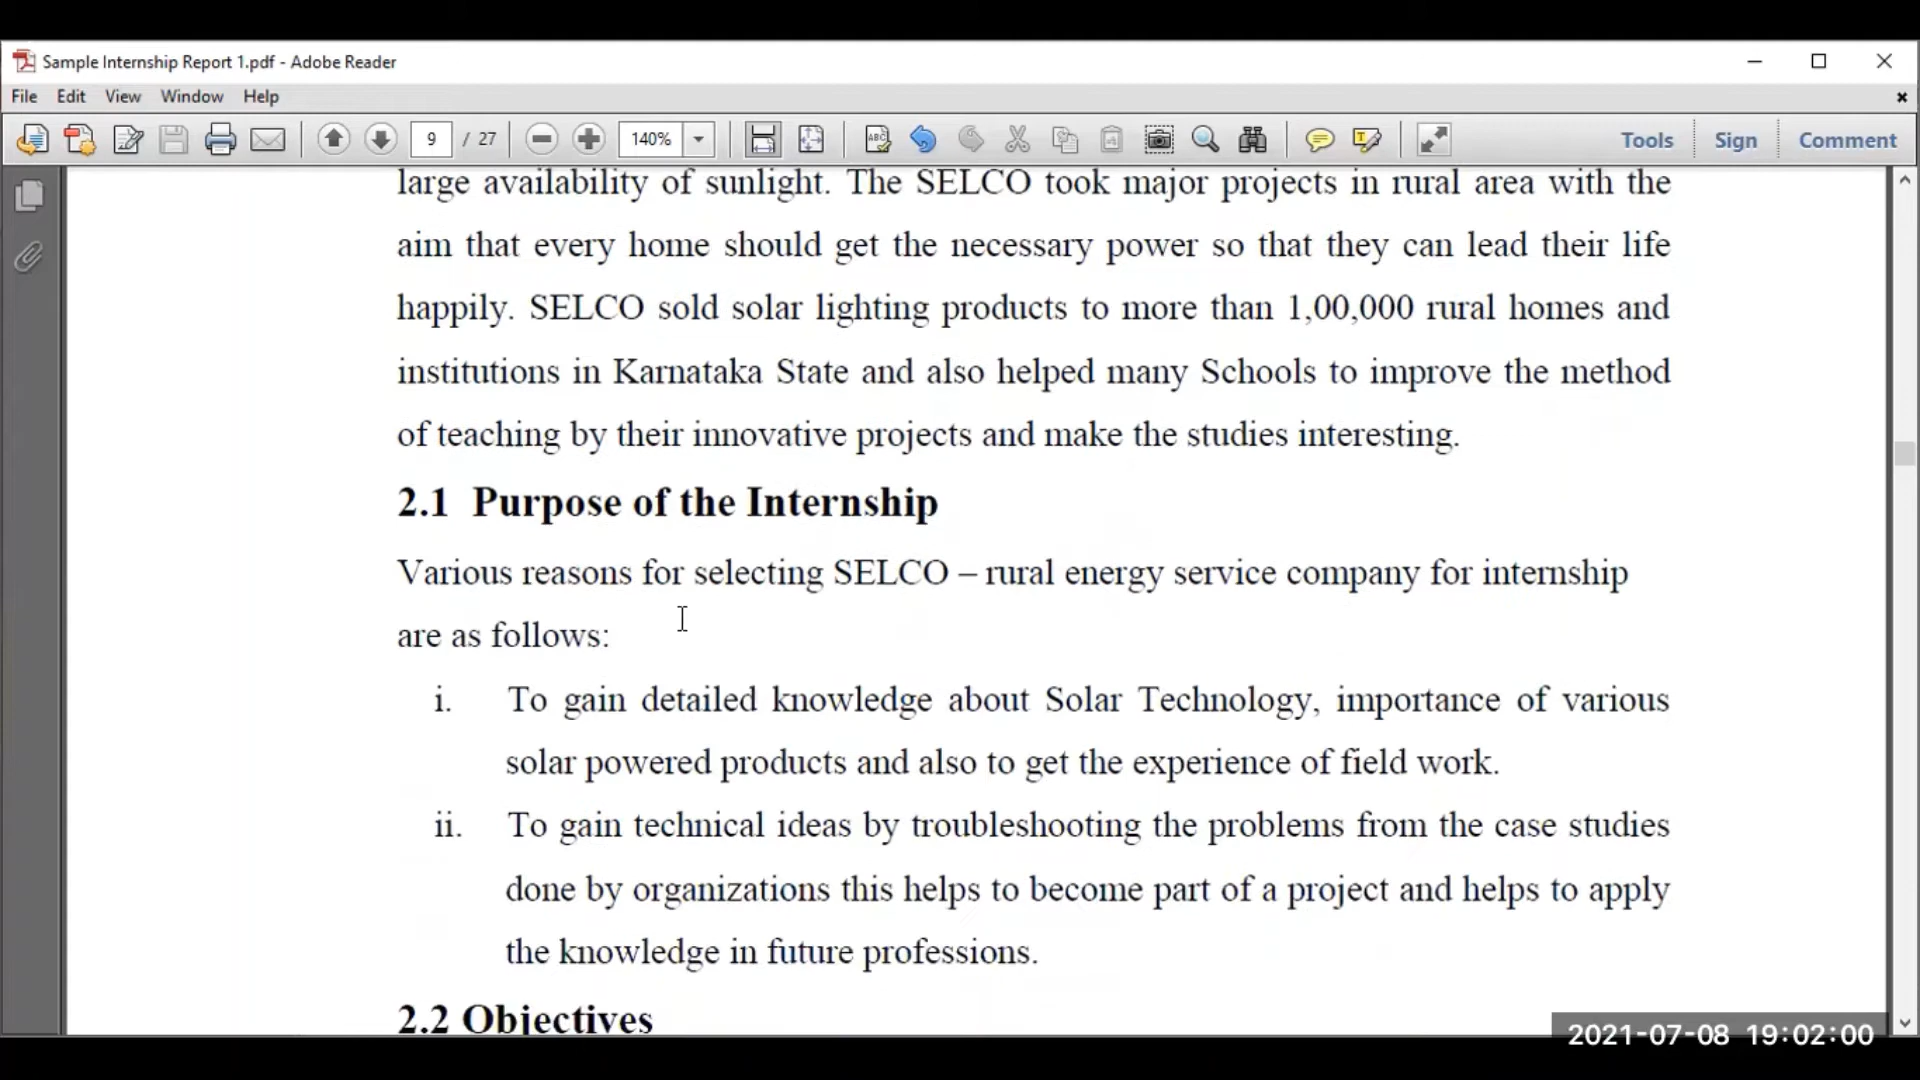 Sample Internship Report 1.pdf - Adobe Reader
File Edit View Window Help
9 / 27 140% Tools Sign Comment
large availability of sunlight. The SELCO took major projects in rural area with the
aim that every home should get the necessary power so that they can lead their life
happily. SELCO sold solar lighting products to more than 1,00,000 rural homes and
institutions in Karnataka State and also helped many Schools to improve the method
of teaching by their innovative projects and make the studies interesting.
2.1 Purpose of the Internship
Various reasons for selecting SELCO – rural energy service company for internship
are as follows:
i. To gain detailed knowledge about Solar Technology, importance of various
solar powered products and also to get the experience of field work.
ii. To gain technical ideas by troubleshooting the problems from the case studies
done by organizations this helps to become part of a project and helps to apply
the knowledge in future professions.
2.2 Objectives
2021-07-08 19:02:00